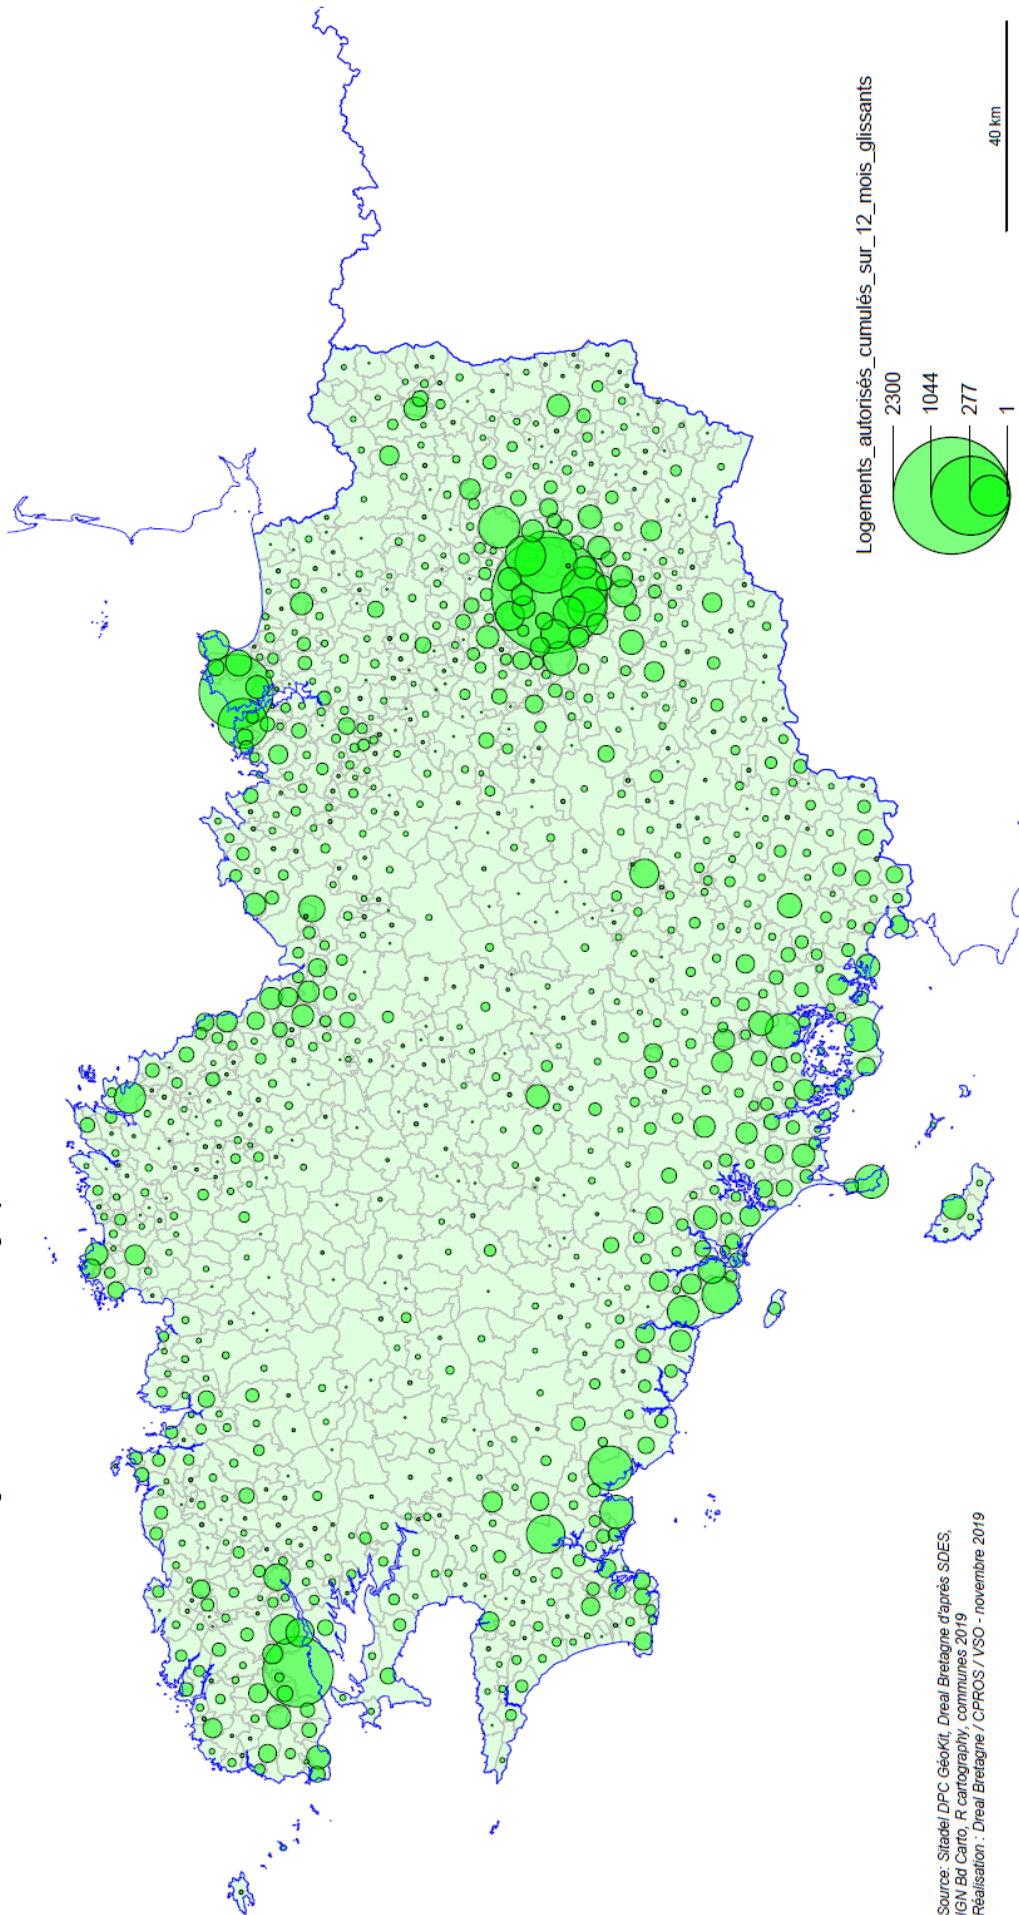 Logements_autorisés_cumulés_sur_12_mois_glissants
2300
1044
277
1
40 km
Source: Sitadel DPC GéoKit, Dreal Bretagne d'après SDES,
IGN Bd Carto, R cartography, communes 2019
Réalisation : Dreal Bretagne / CPROS / VSO - novembre 2019